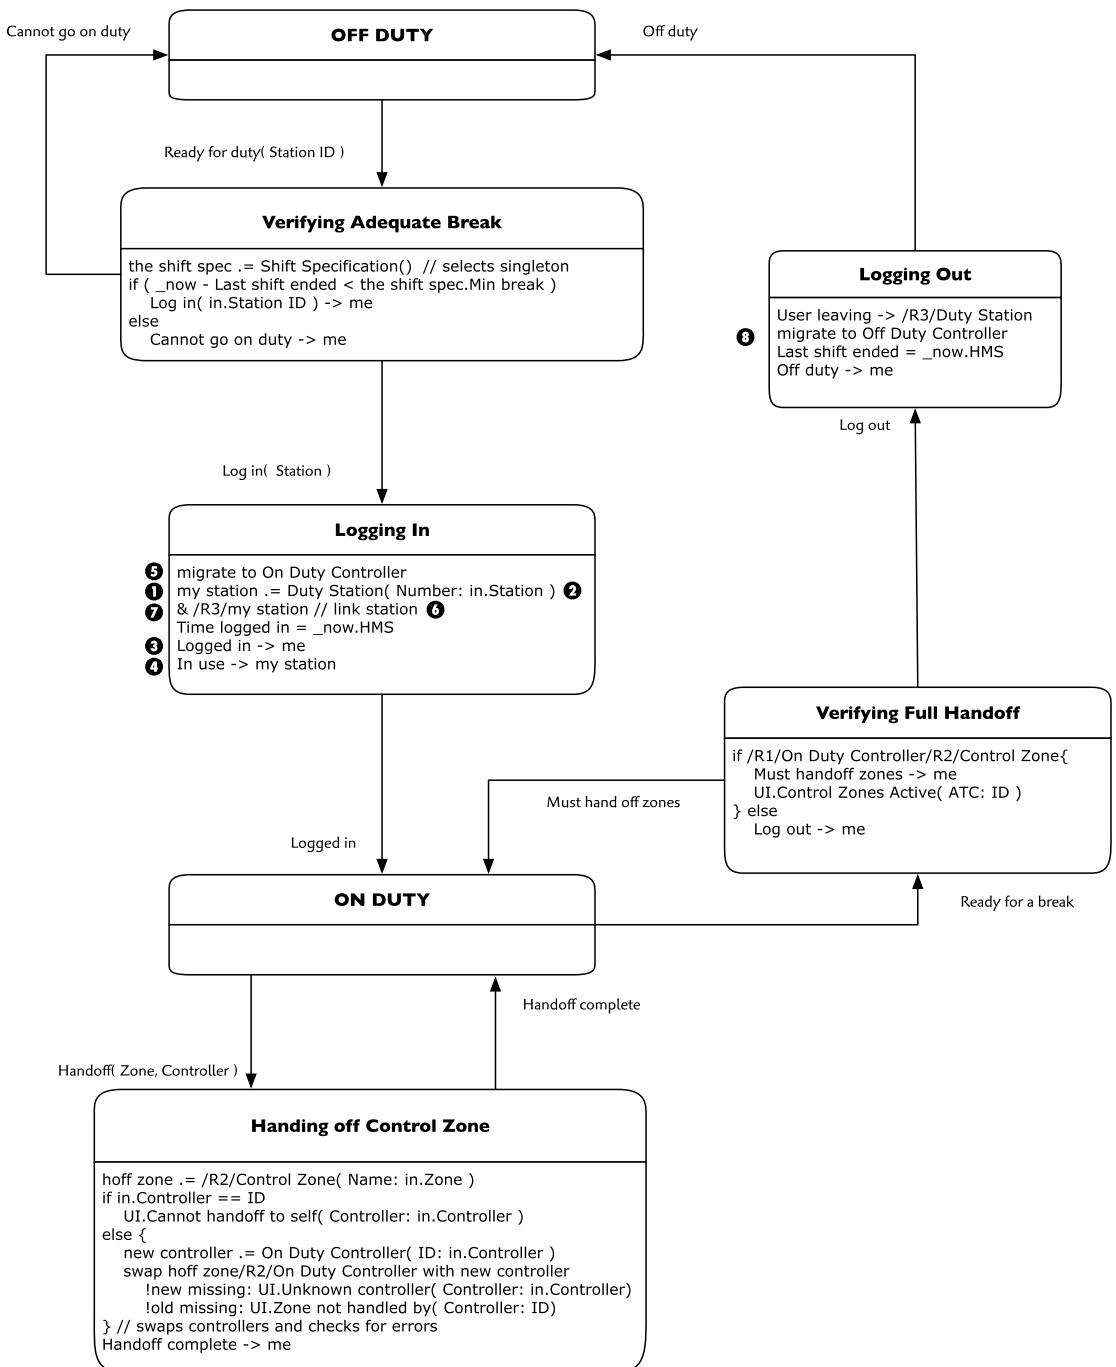 Cannot go on duty
OFF DUTY
Off duty
Ready for duty( Station ID )
Verifying Adequate Break
the shift spec .= Shift Specification()  // selects singleton
if ( _now - Last shift ended < the shift spec.Min break )
Log in( in.Station ID ) -> me
else
Cannot go on duty -> me
Logging Out
User leaving -> /R3/Duty Station
8 migrate to Off Duty Controller
Last shift ended = _now.HMS
Off duty -> me
Log out
Log in(  Station )
Logging In
5 migrate to On Duty Controller
1 my station .= Duty Station( Number: in.Station ) 2
7 & /R3/my station // link station 6
Time logged in = _now.HMS
3 Logged in -> me
4 In use -> my station
Verifying Full Handoff
if /R1/On Duty Controller/R2/Control Zone{
Must handoff zones -> me
UI.Control Zones Active( ATC: ID )
} else
Log out -> me
Must hand off zones
Logged in
ON DUTY
Ready for a break
Handoff complete
Handoff( Zone, Controller )
Handing off Control Zone
hoff zone .= /R2/Control Zone( Name: in.Zone )
if in.Controller == ID
UI.Cannot handoff to self( Controller: in.Controller )
else {
new controller .= On Duty Controller( ID: in.Controller )
swap hoff zone/R2/On Duty Controller with new controller
!new missing: UI.Unknown controller( Controller: in.Controller)
!old missing: UI.Zone not handled by( Controller: ID)
} // swaps controllers and checks for errors
Handoff complete -> me